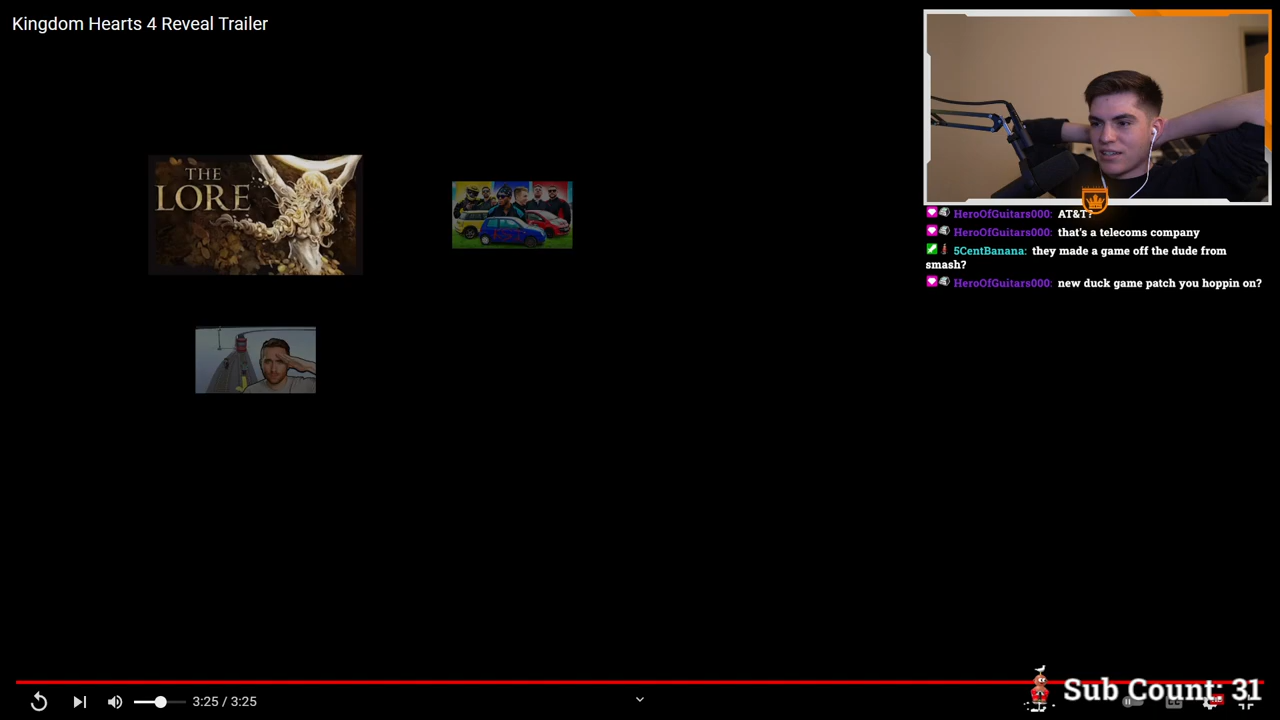 Kingdom Hearts 4 Reveal Trailer
THE
LORE
HeroOfGuitars000: AT&T?
HeroOfGuitars000: that's a telecoms company
5CentBanana: they made a game off the dude from
smash?
HeroOfGuitars000: new duck game patch you hoppin on?
3:25 / 3:25
Sub Count: 31